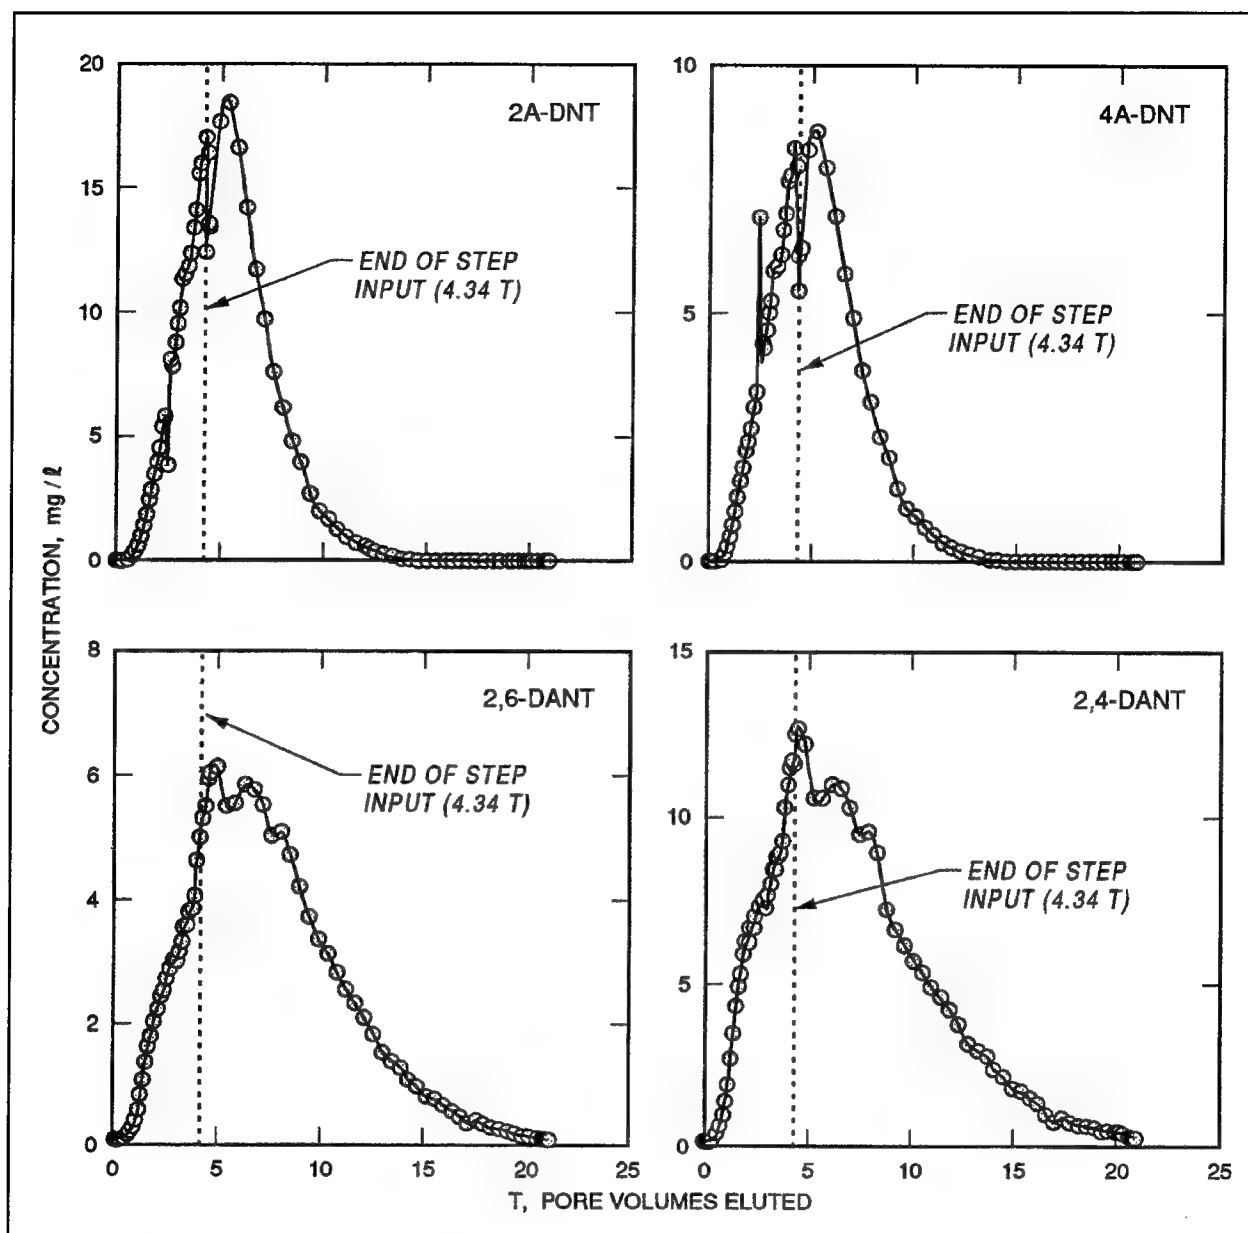 20
15
10
5
0
2A-DNT
END OF STEP
INPUT (4.34 T)
10
5
0
4A-DNT
END OF STEP
INPUT (4.34 T)
CONCENTRATION, mg / ℓ
8
6
4
2
0
2,6-DANT
END OF STEP
INPUT (4.34 T)
0 5 10 15 20 25
15
10
5
0
2,4-DANT
END OF STEP
INPUT (4.34 T)
0 5 10 15 20 25
T, PORE VOLUMES ELUTED